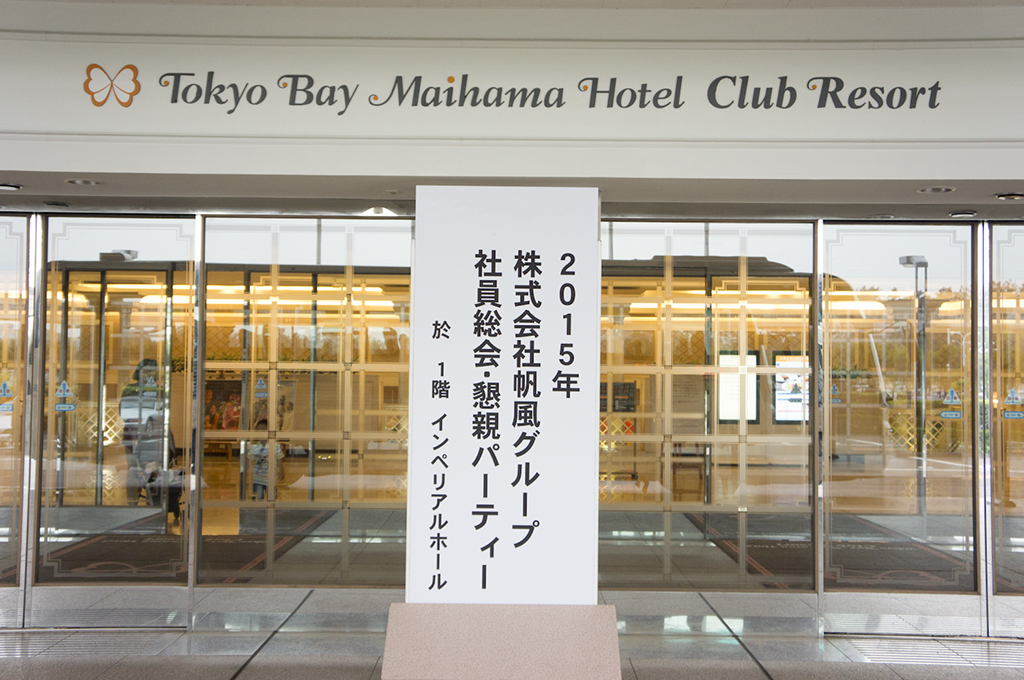 Tokyo Bay Maihama Hotel Club Resort
2015年
株式会社帆風グループ
社員総会・懇親パーティー
於 1階 インペリアルホール